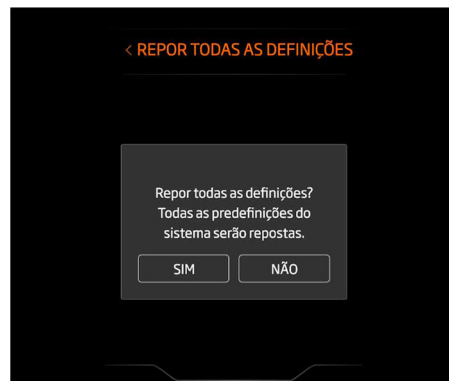 < REPOR TODAS AS DEFINIÇÕES
Repor todas as definições?
Todas as predefinições do
sistema serão repostas.
SIM NÃO